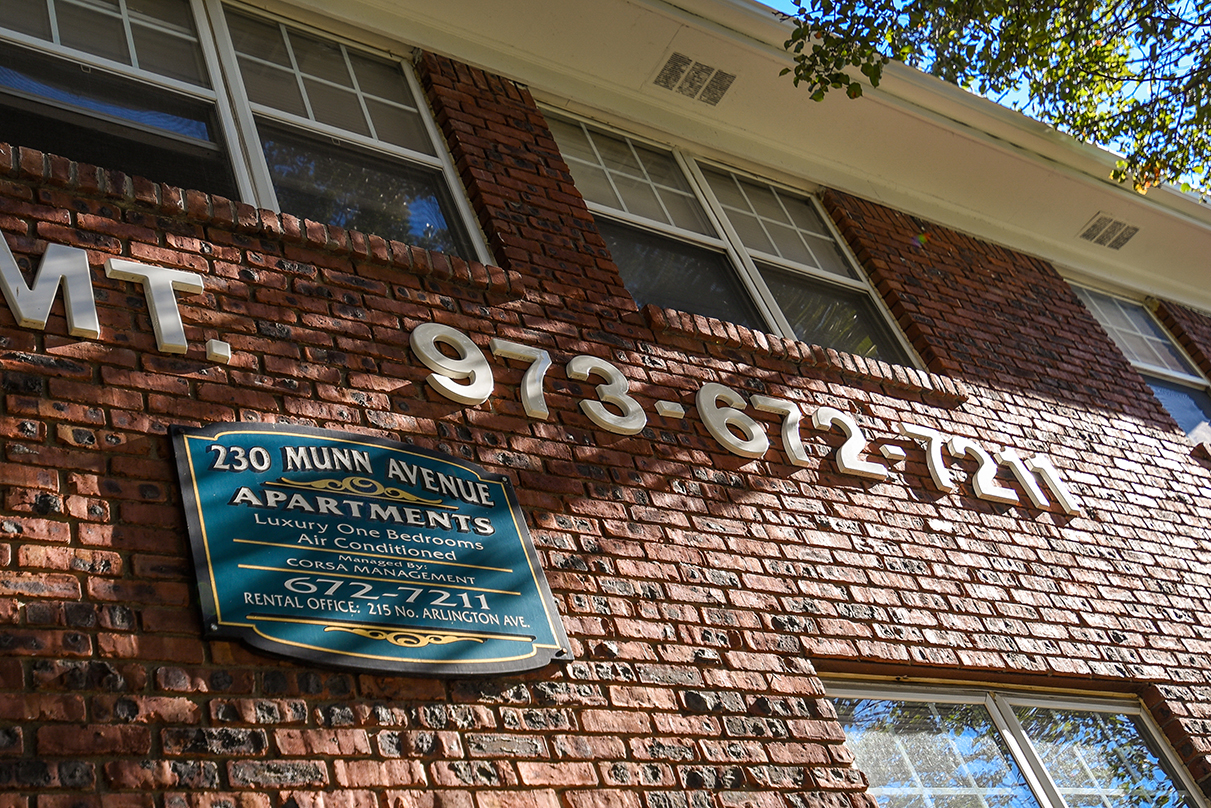 MT. 973-672-7211
230 MUNN AVENUE
APARTMENTS
Luxury One Bedrooms
Air Conditioned
Managed By:
CORSA MANAGEMENT
672-7211
RENTAL OFFICE: 215 No. ARLINGTON AVE.